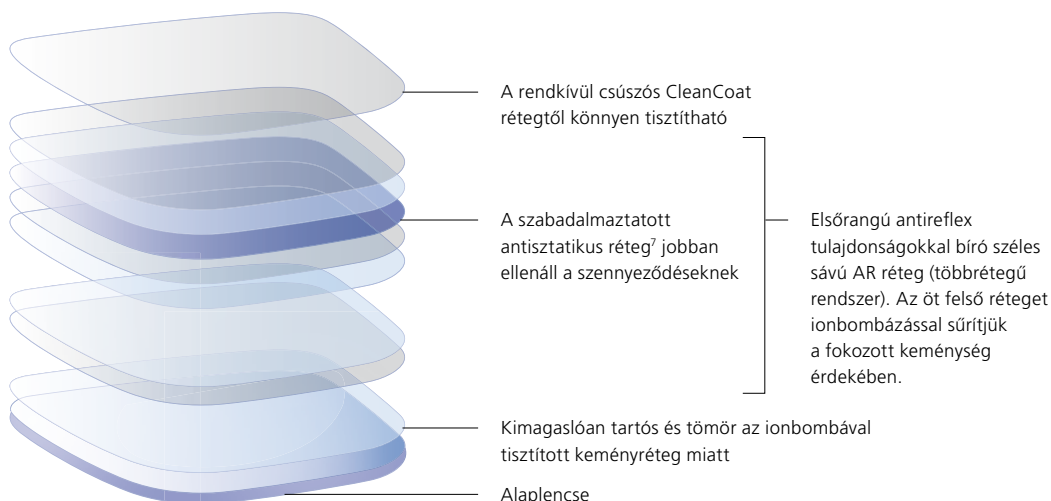 A rendkívül csúszós CleanCoat
rétegtől könnyen tisztítható
A szabadalmaztatott
antisztatikus réteg⁷ jobban
ellenáll a szennyeződéseknek
Elsőrangú antireflex
tulajdonságokkal bíró széles
sávú AR réteg (többrétegű
rendszer). Az öt felső réteget
ionbombázással sűrítjük
a fokozott keménység
érdekében.
Kimagaslóan tartós és tömör az ionbombával
tisztított keményréteg miatt
Alaplencse